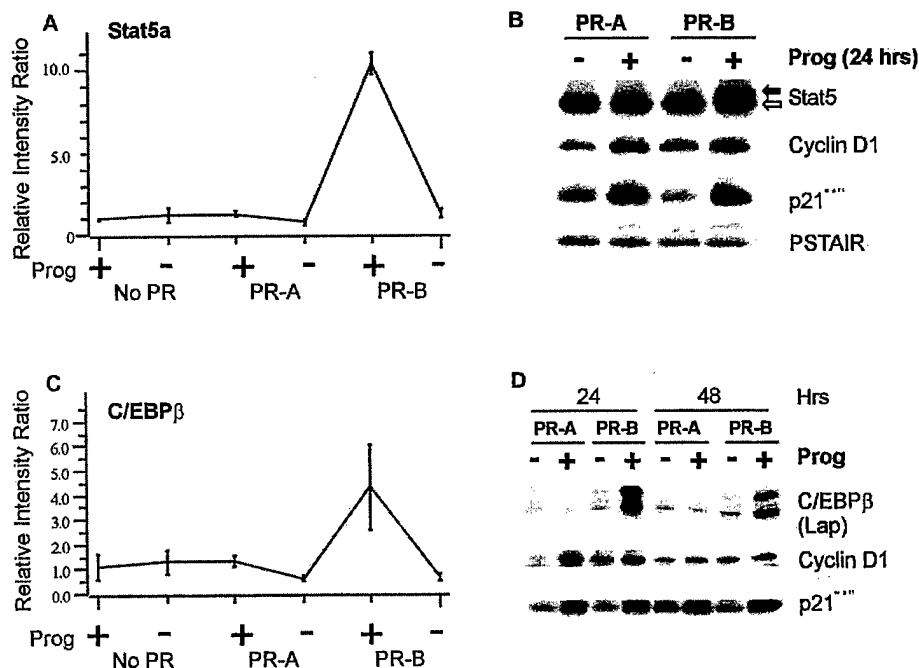 A
Stat5a
Relative Intensity Ratio
10.0
5.0
0
Prog + - + - + -
No PR PR-A PR-B
B
PR-A PR-B
- + - + Prog (24 hrs)
Stat5
Cyclin D1
p21
PSTAIR
C
C/EBPβ
Relative Intensity Ratio
7.0
6.0
5.0
4.0
3.0
2.0
1.0
0.0
Prog + - + - + -
No PR PR-A PR-B
D
24 48 Hrs
PR-A PR-B PR-A PR-B
- + - + - + - + Prog
C/EBPβ
(Lap)
Cyclin D1
p21